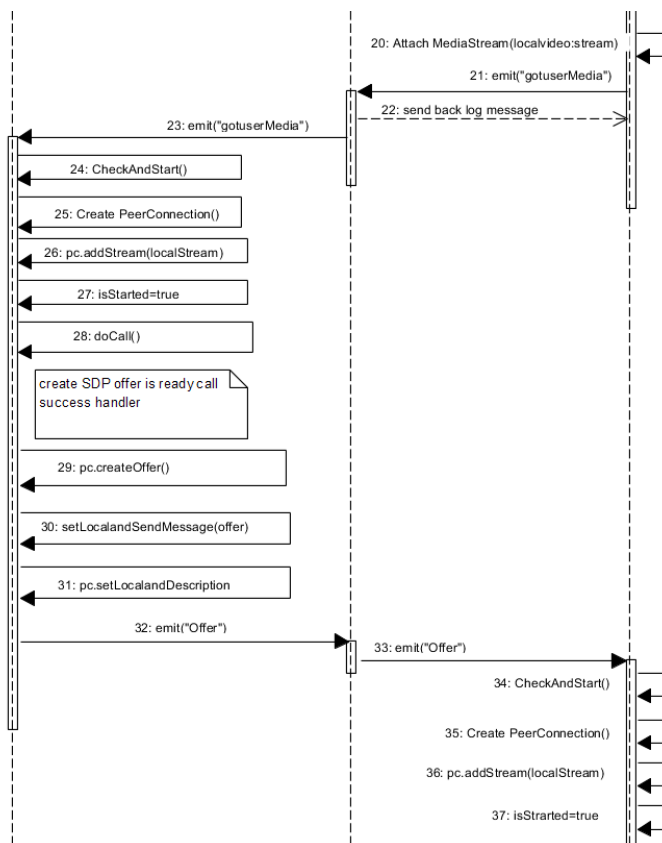 20: Attach MediaStream(localvideo:stream)
21: emit("gotuserMedia")
22: send back log message
23: emit("gotuserMedia")
24: CheckAndStart()
25: Create PeerConnection()
26: pc.addStream(localStream)
27: isStarted=true
28: doCall()
create SDP offer is ready call
success handler
29: pc.createOffer()
30: setLocalandSendMessage(offer)
31: pc.setLocalandDescription
32: emit("Offer")
33: emit("Offer")
34: CheckAndStart()
35: Create PeerConnection()
36: pc.addStream(localStream)
37: isStrarted=true